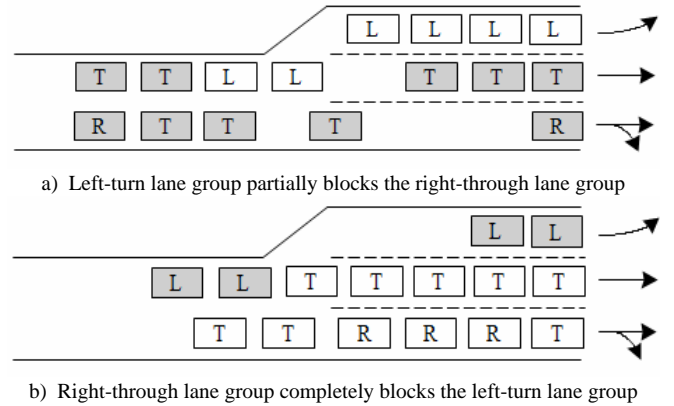 L L L L
T T L L T T T
R T T T R
a) Left-turn lane group partially blocks the right-through lane group
L L
L L T T T T T
T T R R R T
b) Right-through lane group completely blocks the left-turn lane group